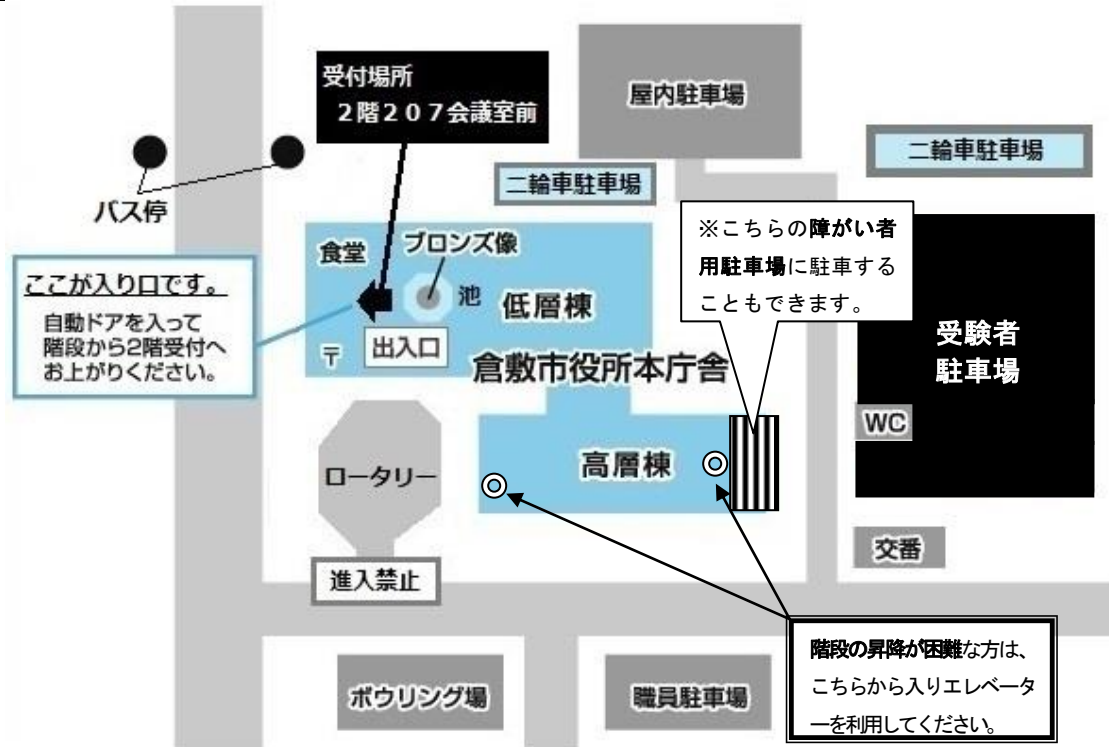 受付場所
２階２０７会議室前
屋内駐車場
二輪車駐車場
二輪車駐車場
バス停
※こちらの障がい者
用駐車場に駐車する
こともできます。
食堂
ブロンズ像
池
低層棟
ここが入り口です。
自動ドアを入って
階段から2階受付へ
お上がりください。
〒
出入口
倉敷市役所本庁舎
受験者
駐車場
WC
高層棟
ロータリー
交番
進入禁止
階段の昇降が困難な方は、
こちらから入りエレベータ
ーを利用してください。
ボウリング場
職員駐車場